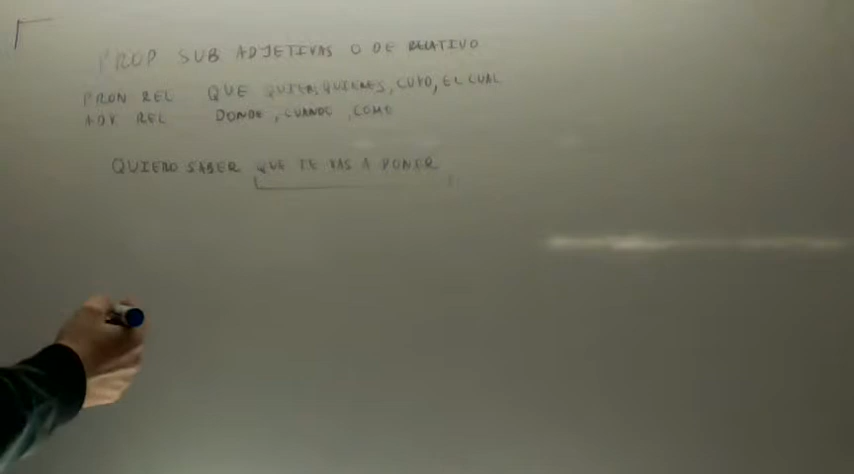 PROP SUB ADJETIVAS O DE RELATIVO
PRON REL QUE QUIEN, QUIENES, CUYO, EL CUAL
ADV REL DONDE, CUANDO, COMO
QUIERO SABER QUE TE VAS A PONER